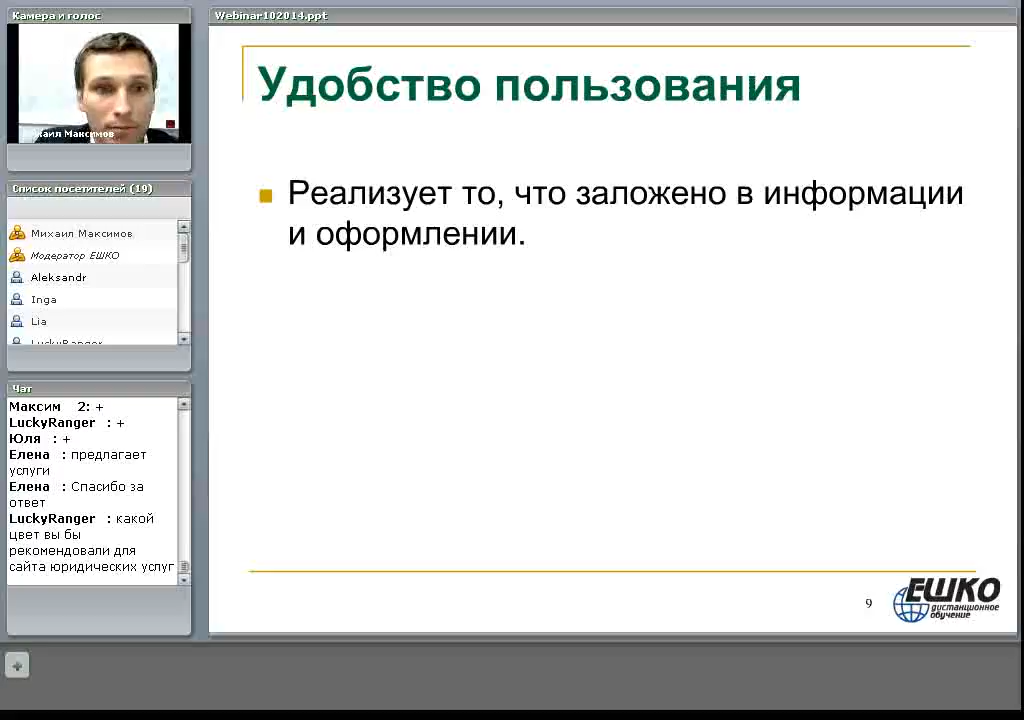 Камера и голос
Михаил Максимов
Список посетителей (19)
Михаил Максимов
Модератор ЕШКО
Aleksandr
Inga
Lia
LuckyRanger
Чат
Максим 2: +
LuckyRanger : +
Юля : +
Елена : предлагает
услуги
Елена : Спасибо за
ответ
LuckyRanger : какой
цвет вы бы
рекомендовали для
сайта юридических услуг
Webinar102014.ppt
Удобство пользования
Реализует то, что заложено в информации
и оформлении.
9
ЕШКО
дистанционное
обучение